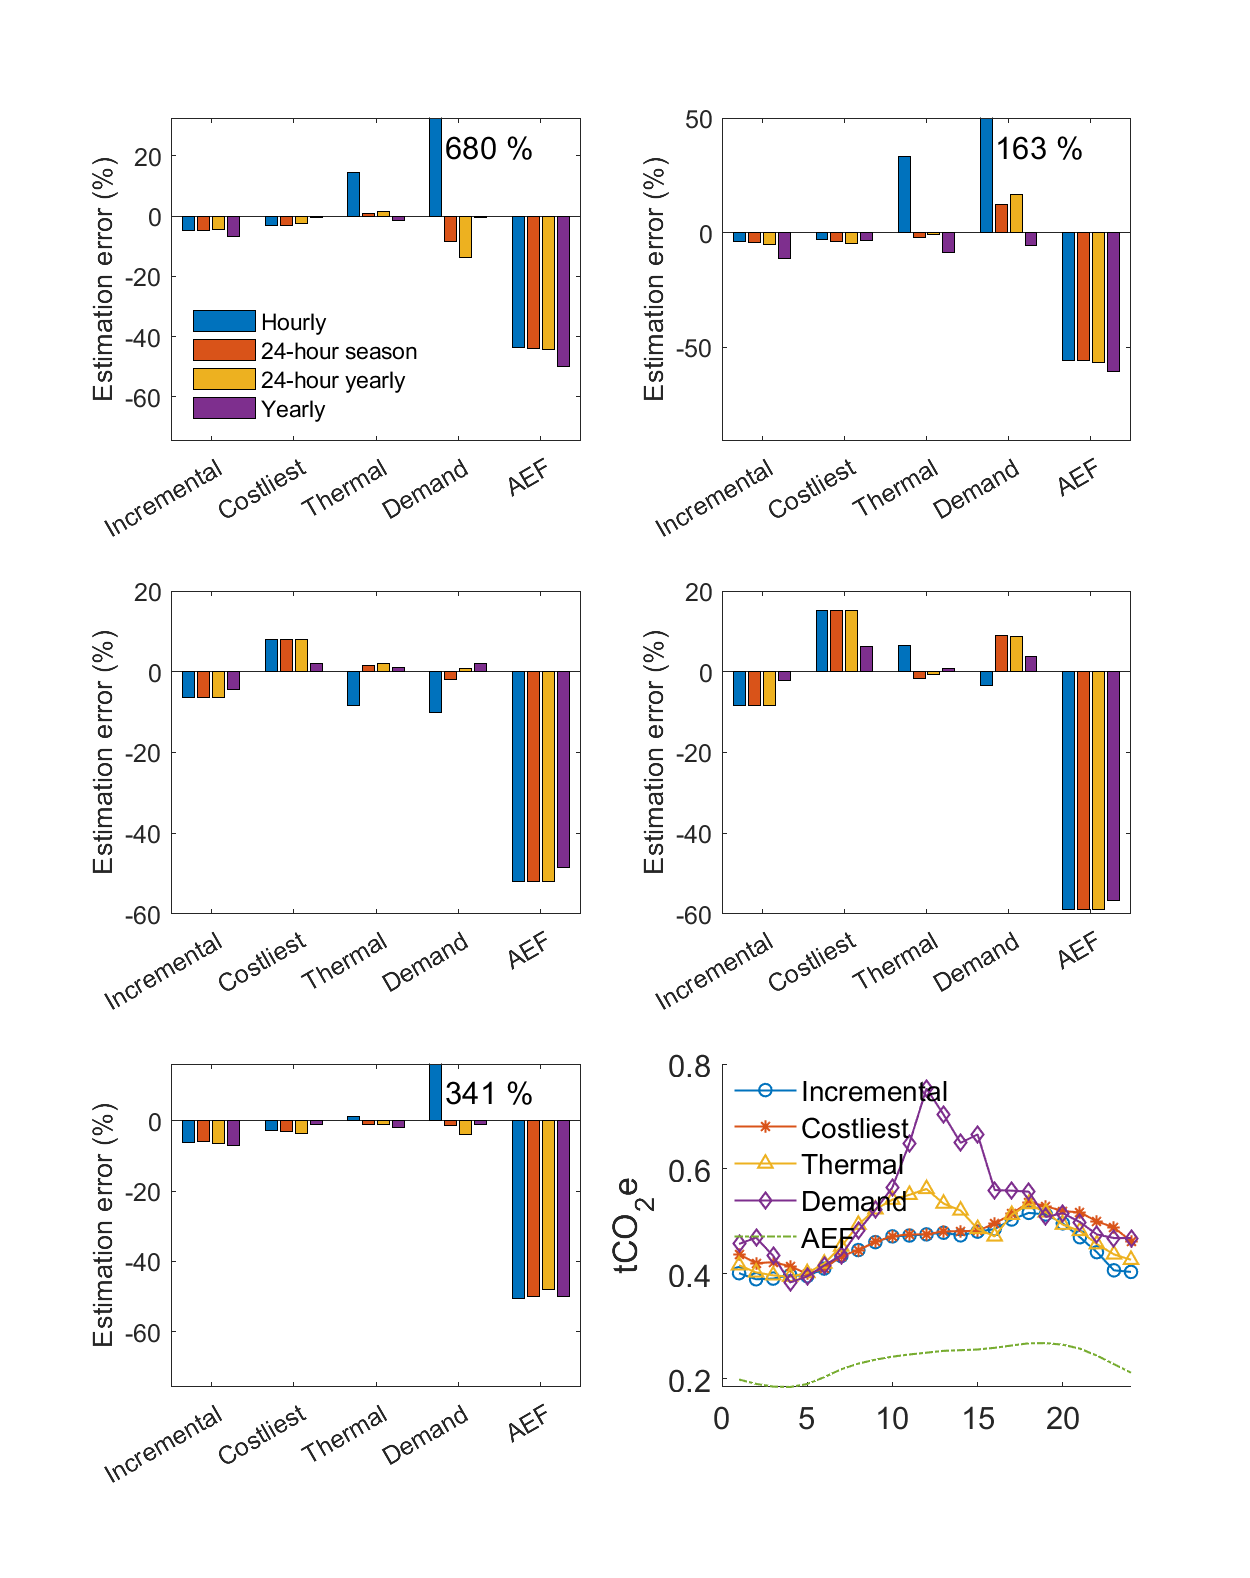 Estimation error (%)
20
0
-20
-40
-60
680 %
Hourly
24-hour season
24-hour yearly
Yearly
Incremental
Costliest
Thermal
Demand
AEF
Estimation error (%)
50
0
-50
163 %
Incremental
Costliest
Thermal
Demand
AEF
Estimation error (%)
20
0
-20
-40
-60
Incremental
Costliest
Thermal
Demand
AEF
Estimation error (%)
20
0
-20
-40
-60
Incremental
Costliest
Thermal
Demand
AEF
Estimation error (%)
0
-20
-40
-60
341 %
Incremental
Costliest
Thermal
Demand
AEF
tCO2e
0.8
0.6
0.4
0.2
Incremental
Costliest
Thermal
Demand
AEF
0 5 10 15 20